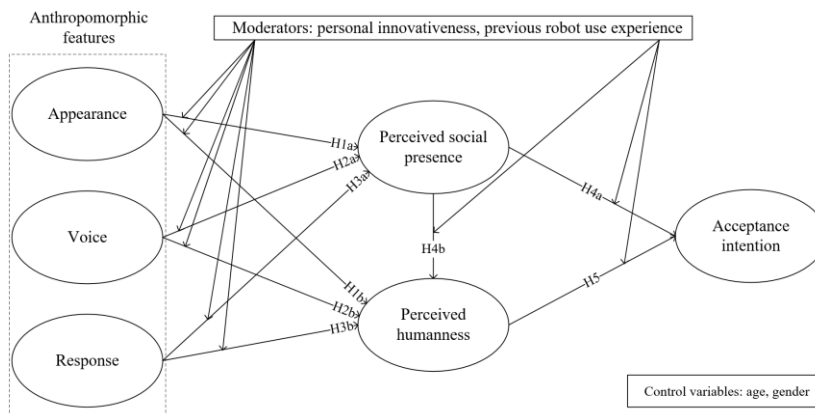 Anthropomorphic
features
Moderators: personal innovativeness, previous robot use experience
Appearance
Voice
Response
H1a
H2a
H3a
H1b
H2b
H3b
Perceived social
presence
H4b
Perceived
humanness
H4a
H5
Acceptance
intention
Control variables: age, gender